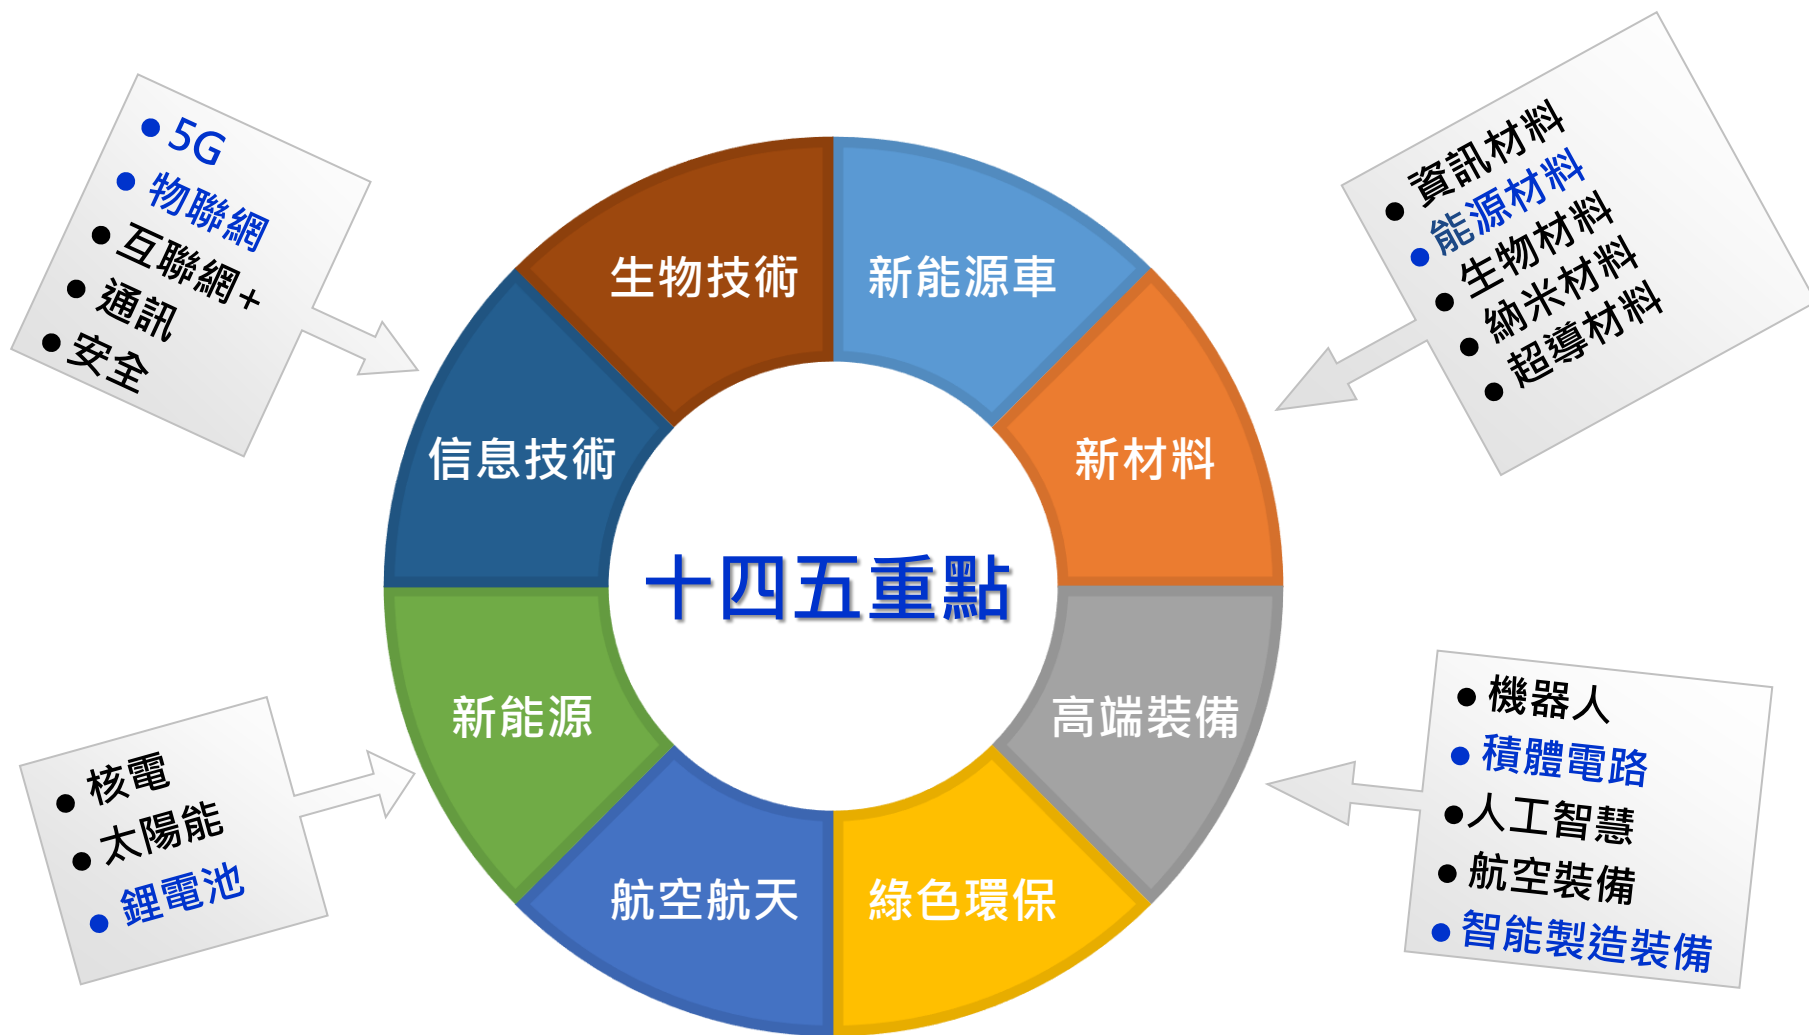 5G
物聯網
互聯網+
通訊
安全
資訊材料
能源材料
生物材料
納米材料
超導材料
生物技術
新能源車
信息技術
新材料
十四五重點
新能源
高端裝備
航空航天
綠色環保
核電
太陽能
鋰電池
機器人
積體電路
人工智慧
航空裝備
智能製造裝備